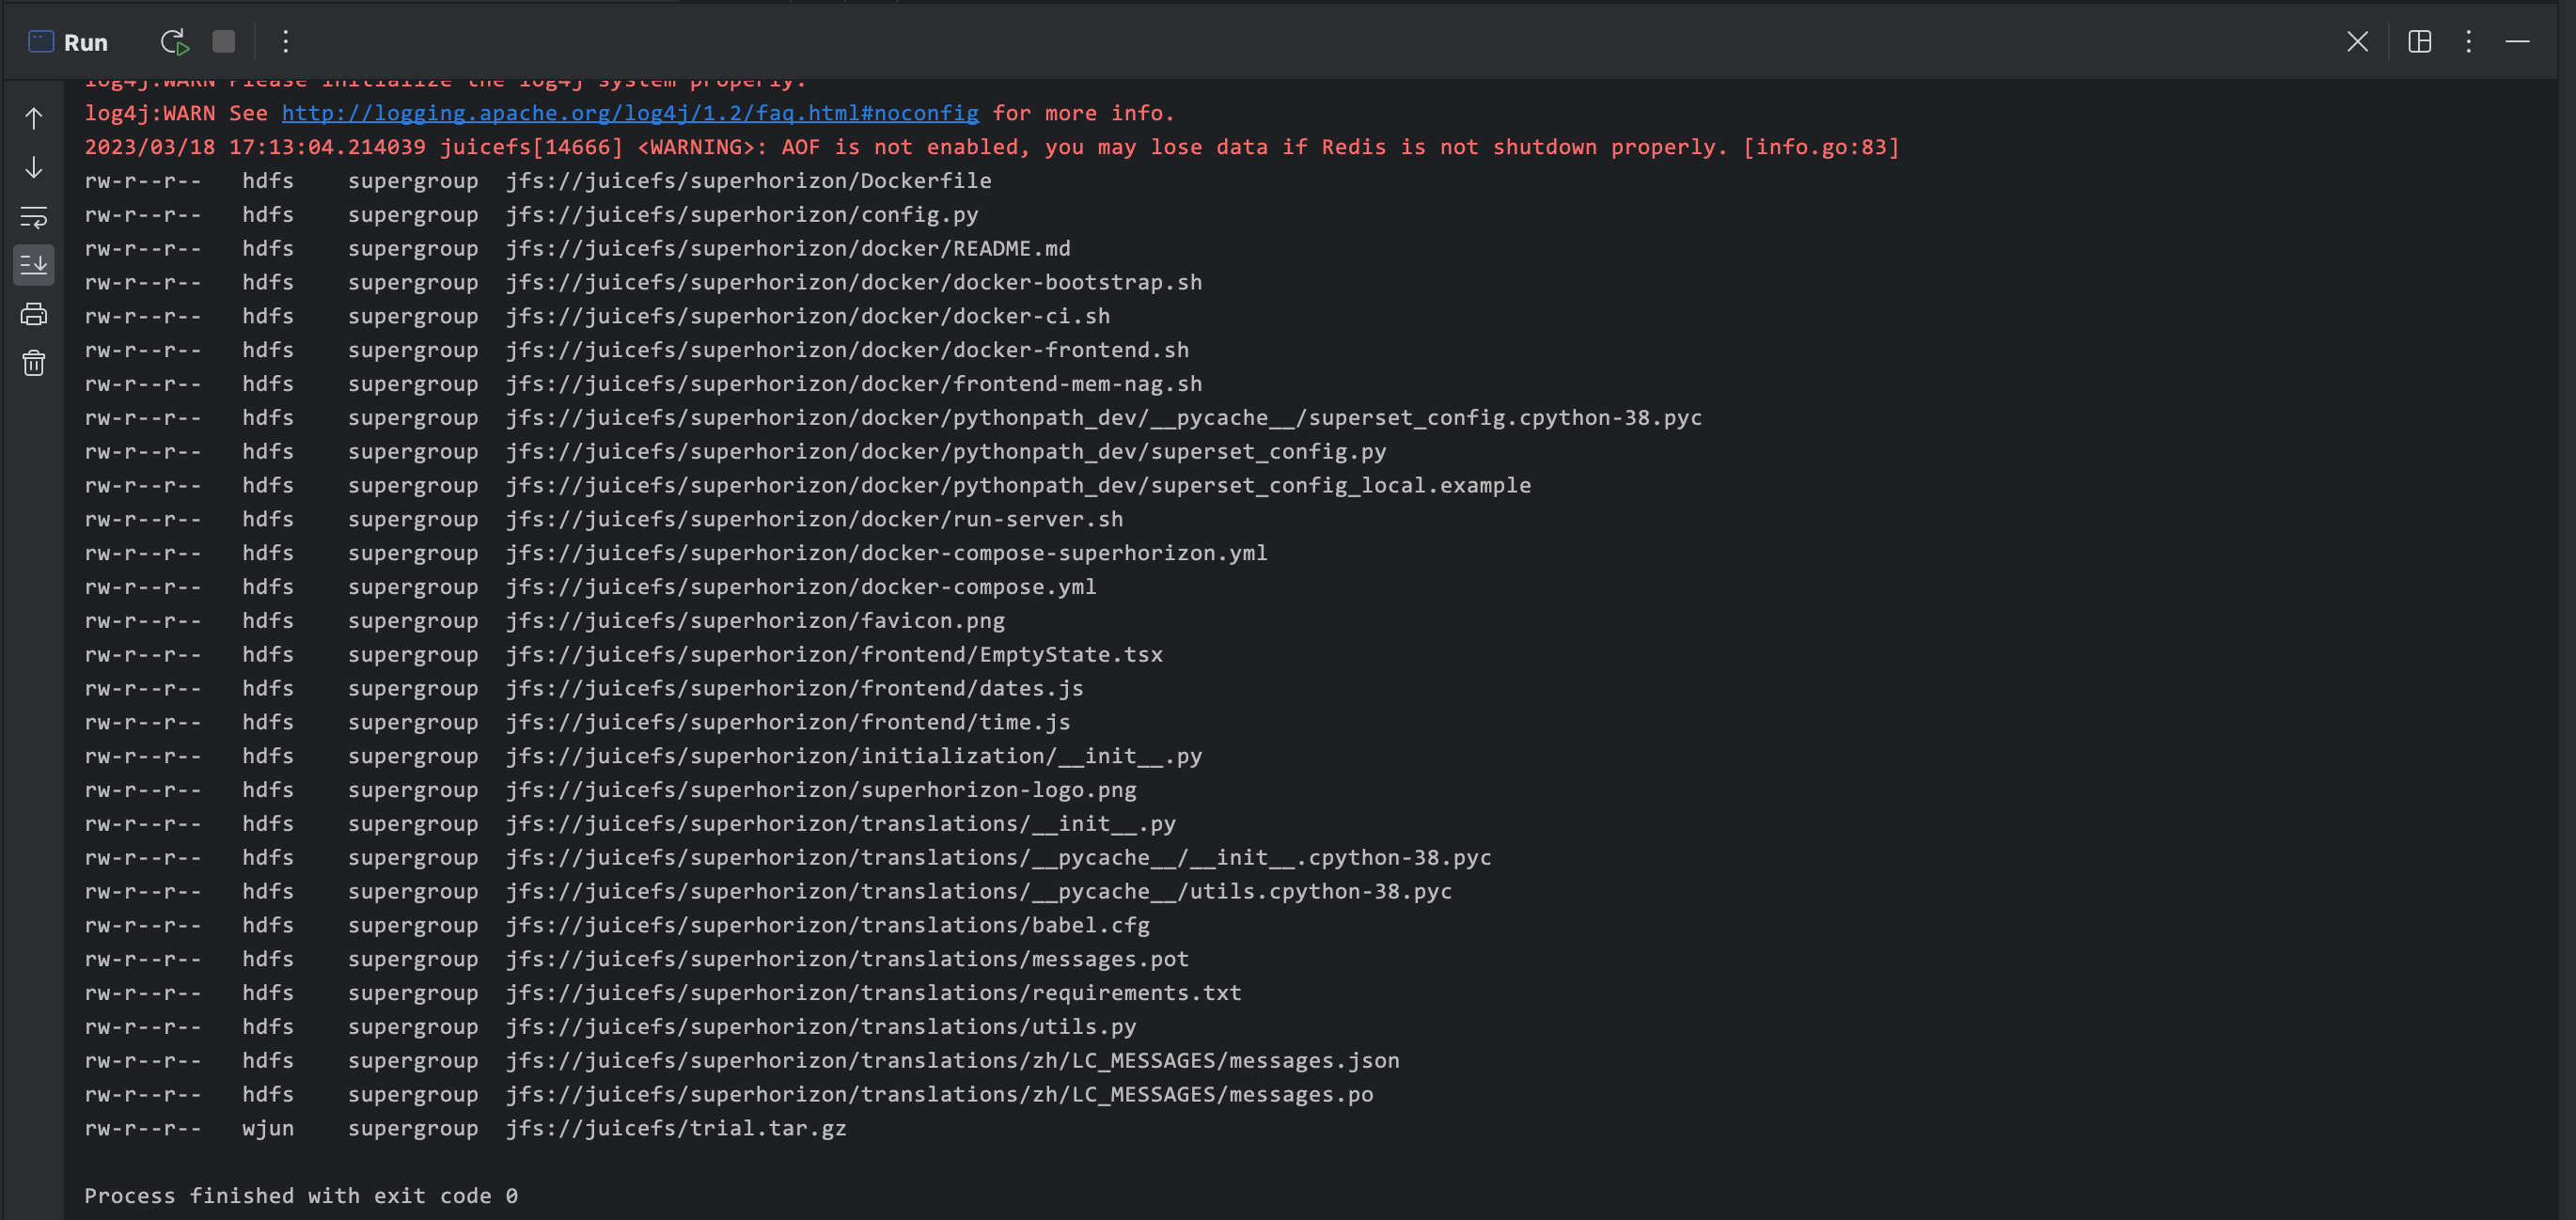 Run
log4j:WARN Please initialize the log4j system properly.
log4j:WARN See http://logging.apache.org/log4j/1.2/faq.html#noconfig for more info.
2023/03/18 17:13:04.214039 juicefs[14666] <WARNING>: AOF is not enabled, you may lose data if Redis is not shutdown properly. [info.go:83]
rw-r--r--   hdfs    supergroup  jfs://juicefs/superhorizon/Dockerfile
rw-r--r--   hdfs    supergroup  jfs://juicefs/superhorizon/config.py
rw-r--r--   hdfs    supergroup  jfs://juicefs/superhorizon/docker/README.md
rw-r--r--   hdfs    supergroup  jfs://juicefs/superhorizon/docker/docker-bootstrap.sh
rw-r--r--   hdfs    supergroup  jfs://juicefs/superhorizon/docker/docker-ci.sh
rw-r--r--   hdfs    supergroup  jfs://juicefs/superhorizon/docker/docker-frontend.sh
rw-r--r--   hdfs    supergroup  jfs://juicefs/superhorizon/docker/frontend-mem-nag.sh
rw-r--r--   hdfs    supergroup  jfs://juicefs/superhorizon/docker/pythonpath_dev/__pycache__/superset_config.cpython-38.pyc
rw-r--r--   hdfs    supergroup  jfs://juicefs/superhorizon/docker/pythonpath_dev/superset_config.py
rw-r--r--   hdfs    supergroup  jfs://juicefs/superhorizon/docker/pythonpath_dev/superset_config_local.example
rw-r--r--   hdfs    supergroup  jfs://juicefs/superhorizon/docker/run-server.sh
rw-r--r--   hdfs    supergroup  jfs://juicefs/superhorizon/docker-compose-superhorizon.yml
rw-r--r--   hdfs    supergroup  jfs://juicefs/superhorizon/docker-compose.yml
rw-r--r--   hdfs    supergroup  jfs://juicefs/superhorizon/favicon.png
rw-r--r--   hdfs    supergroup  jfs://juicefs/superhorizon/frontend/EmptyState.tsx
rw-r--r--   hdfs    supergroup  jfs://juicefs/superhorizon/frontend/dates.js
rw-r--r--   hdfs    supergroup  jfs://juicefs/superhorizon/frontend/time.js
rw-r--r--   hdfs    supergroup  jfs://juicefs/superhorizon/initialization/__init__.py
rw-r--r--   hdfs    supergroup  jfs://juicefs/superhorizon/superhorizon-logo.png
rw-r--r--   hdfs    supergroup  jfs://juicefs/superhorizon/translations/__init__.py
rw-r--r--   hdfs    supergroup  jfs://juicefs/superhorizon/translations/__pycache__/__init__.cpython-38.pyc
rw-r--r--   hdfs    supergroup  jfs://juicefs/superhorizon/translations/__pycache__/utils.cpython-38.pyc
rw-r--r--   hdfs    supergroup  jfs://juicefs/superhorizon/translations/babel.cfg
rw-r--r--   hdfs    supergroup  jfs://juicefs/superhorizon/translations/messages.pot
rw-r--r--   hdfs    supergroup  jfs://juicefs/superhorizon/translations/requirements.txt
rw-r--r--   hdfs    supergroup  jfs://juicefs/superhorizon/translations/utils.py
rw-r--r--   hdfs    supergroup  jfs://juicefs/superhorizon/translations/zh/LC_MESSAGES/messages.json
rw-r--r--   hdfs    supergroup  jfs://juicefs/superhorizon/translations/zh/LC_MESSAGES/messages.po
rw-r--r--   wjun    supergroup  jfs://juicefs/trial.tar.gz
Process finished with exit code 0